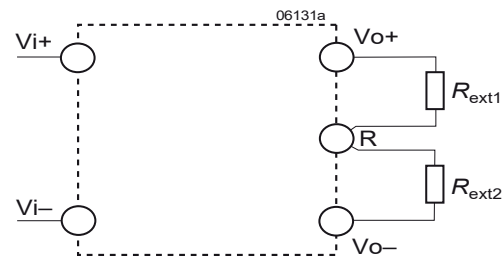 06131a
Vi+
Vo+
Rext1
R
Rext2
Vi–
Vo–